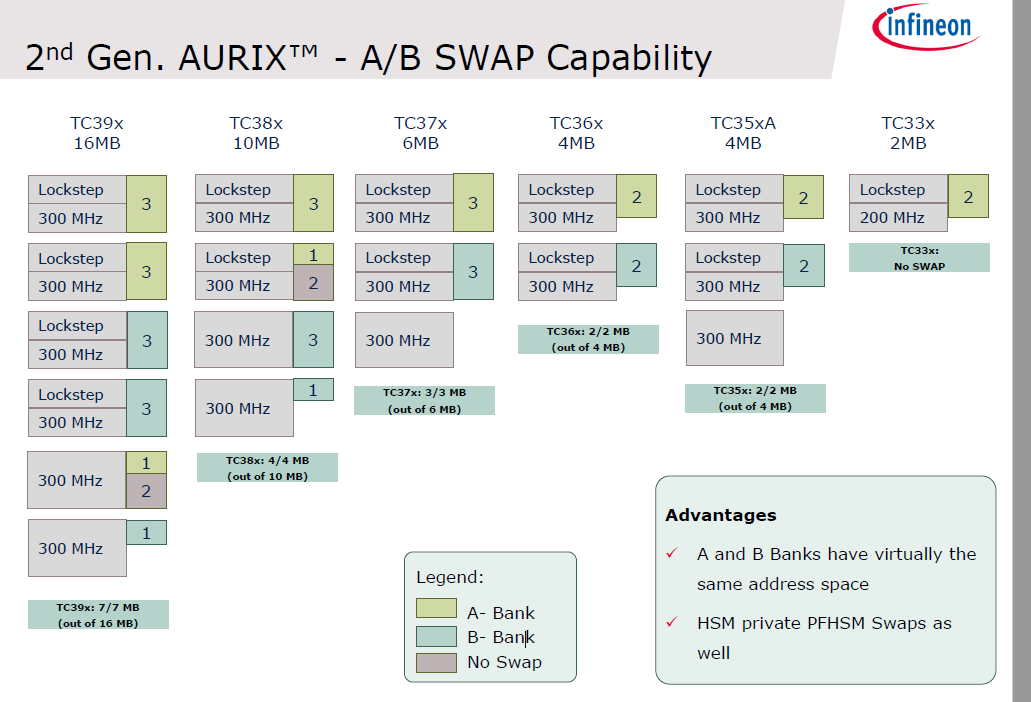 infineon
2nd Gen. AURIX™ - A/B SWAP Capability
TC39x
16MB
Lockstep
300 MHz
3
Lockstep
300 MHz
3
Lockstep
300 MHz
3
Lockstep
300 MHz
3
300 MHz
1
2
300 MHz
1
TC39x: 7/7 MB
(out of 16 MB)
TC38x
10MB
Lockstep
300 MHz
3
Lockstep
300 MHz
1
2
300 MHz
3
300 MHz
1
TC38x: 4/4 MB
(out of 10 MB)
TC37x
6MB
Lockstep
300 MHz
3
Lockstep
300 MHz
3
300 MHz
TC37x: 3/3 MB
(out of 6 MB)
TC36x
4MB
Lockstep
300 MHz
2
Lockstep
300 MHz
2
TC36x: 2/2 MB
(out of 4 MB)
TC35xA
4MB
Lockstep
300 MHz
2
Lockstep
300 MHz
2
300 MHz
TC35x: 2/2 MB
(out of 4 MB)
TC33x
2MB
Lockstep
200 MHz
2
TC33x:
No SWAP
Legend:
A- Bank
B- Bank
No Swap
Advantages
✓ A and B Banks have virtually the
same address space
✓ HSM private PFHSM Swaps as
well